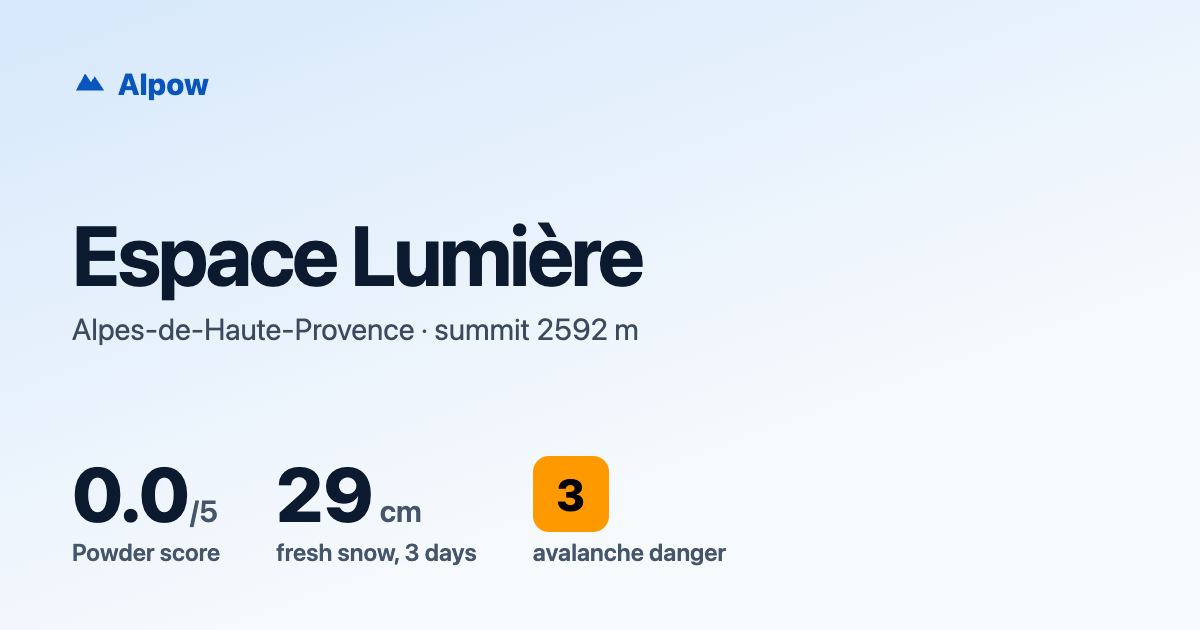 Alpow
Espace Lumière
Alpes-de-Haute-Provence · summit 2592 m
0.0/5
Powder score
29 cm
fresh snow, 3 days
3
avalanche danger